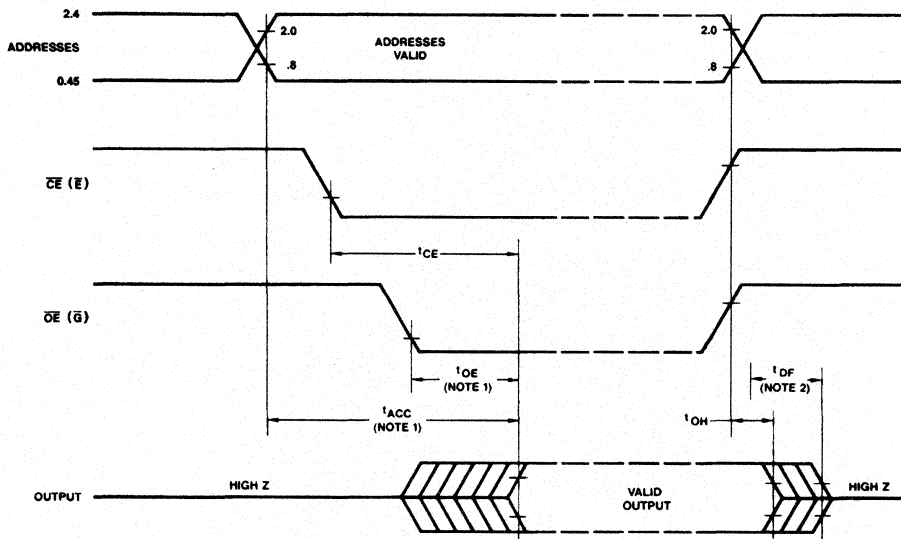 2.4
ADDRESSES
0.45
2.0
.8
ADDRESSES
VALID
2.0
.8
CE (E)
tCE
OE (G)
tOE
(NOTE 1)
tACC
(NOTE 1)
tDF
(NOTE 2)
tOH
OUTPUT
HIGH Z
VALID
OUTPUT
HIGH Z